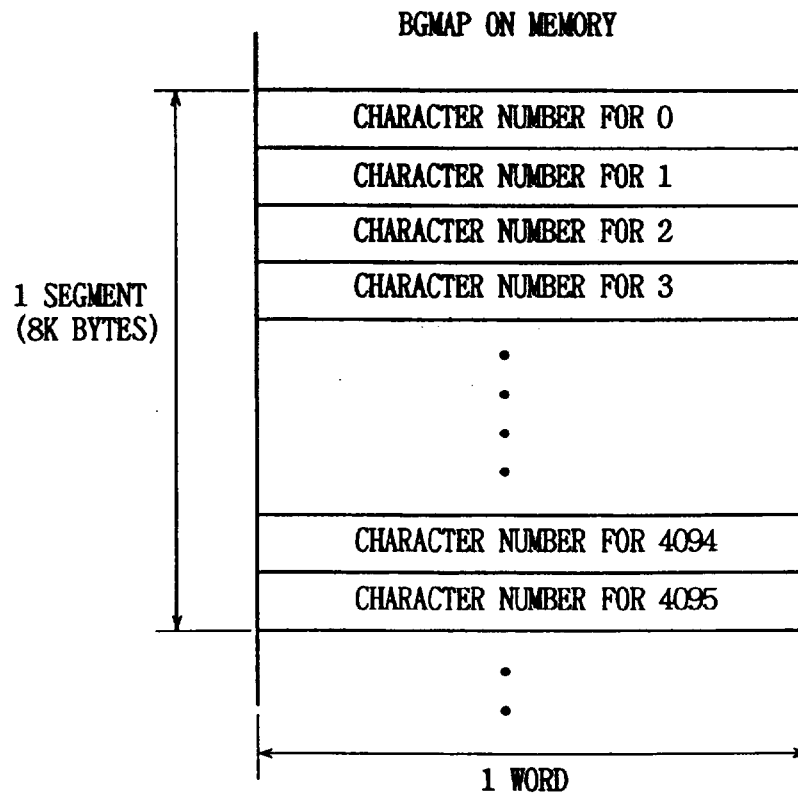 BGMAP ON MEMORY
CHARACTER NUMBER FOR 0
CHARACTER NUMBER FOR 1
CHARACTER NUMBER FOR 2
CHARACTER NUMBER FOR 3
1 SEGMENT
(8K BYTES)
CHARACTER NUMBER FOR 4094
CHARACTER NUMBER FOR 4095
1 WORD